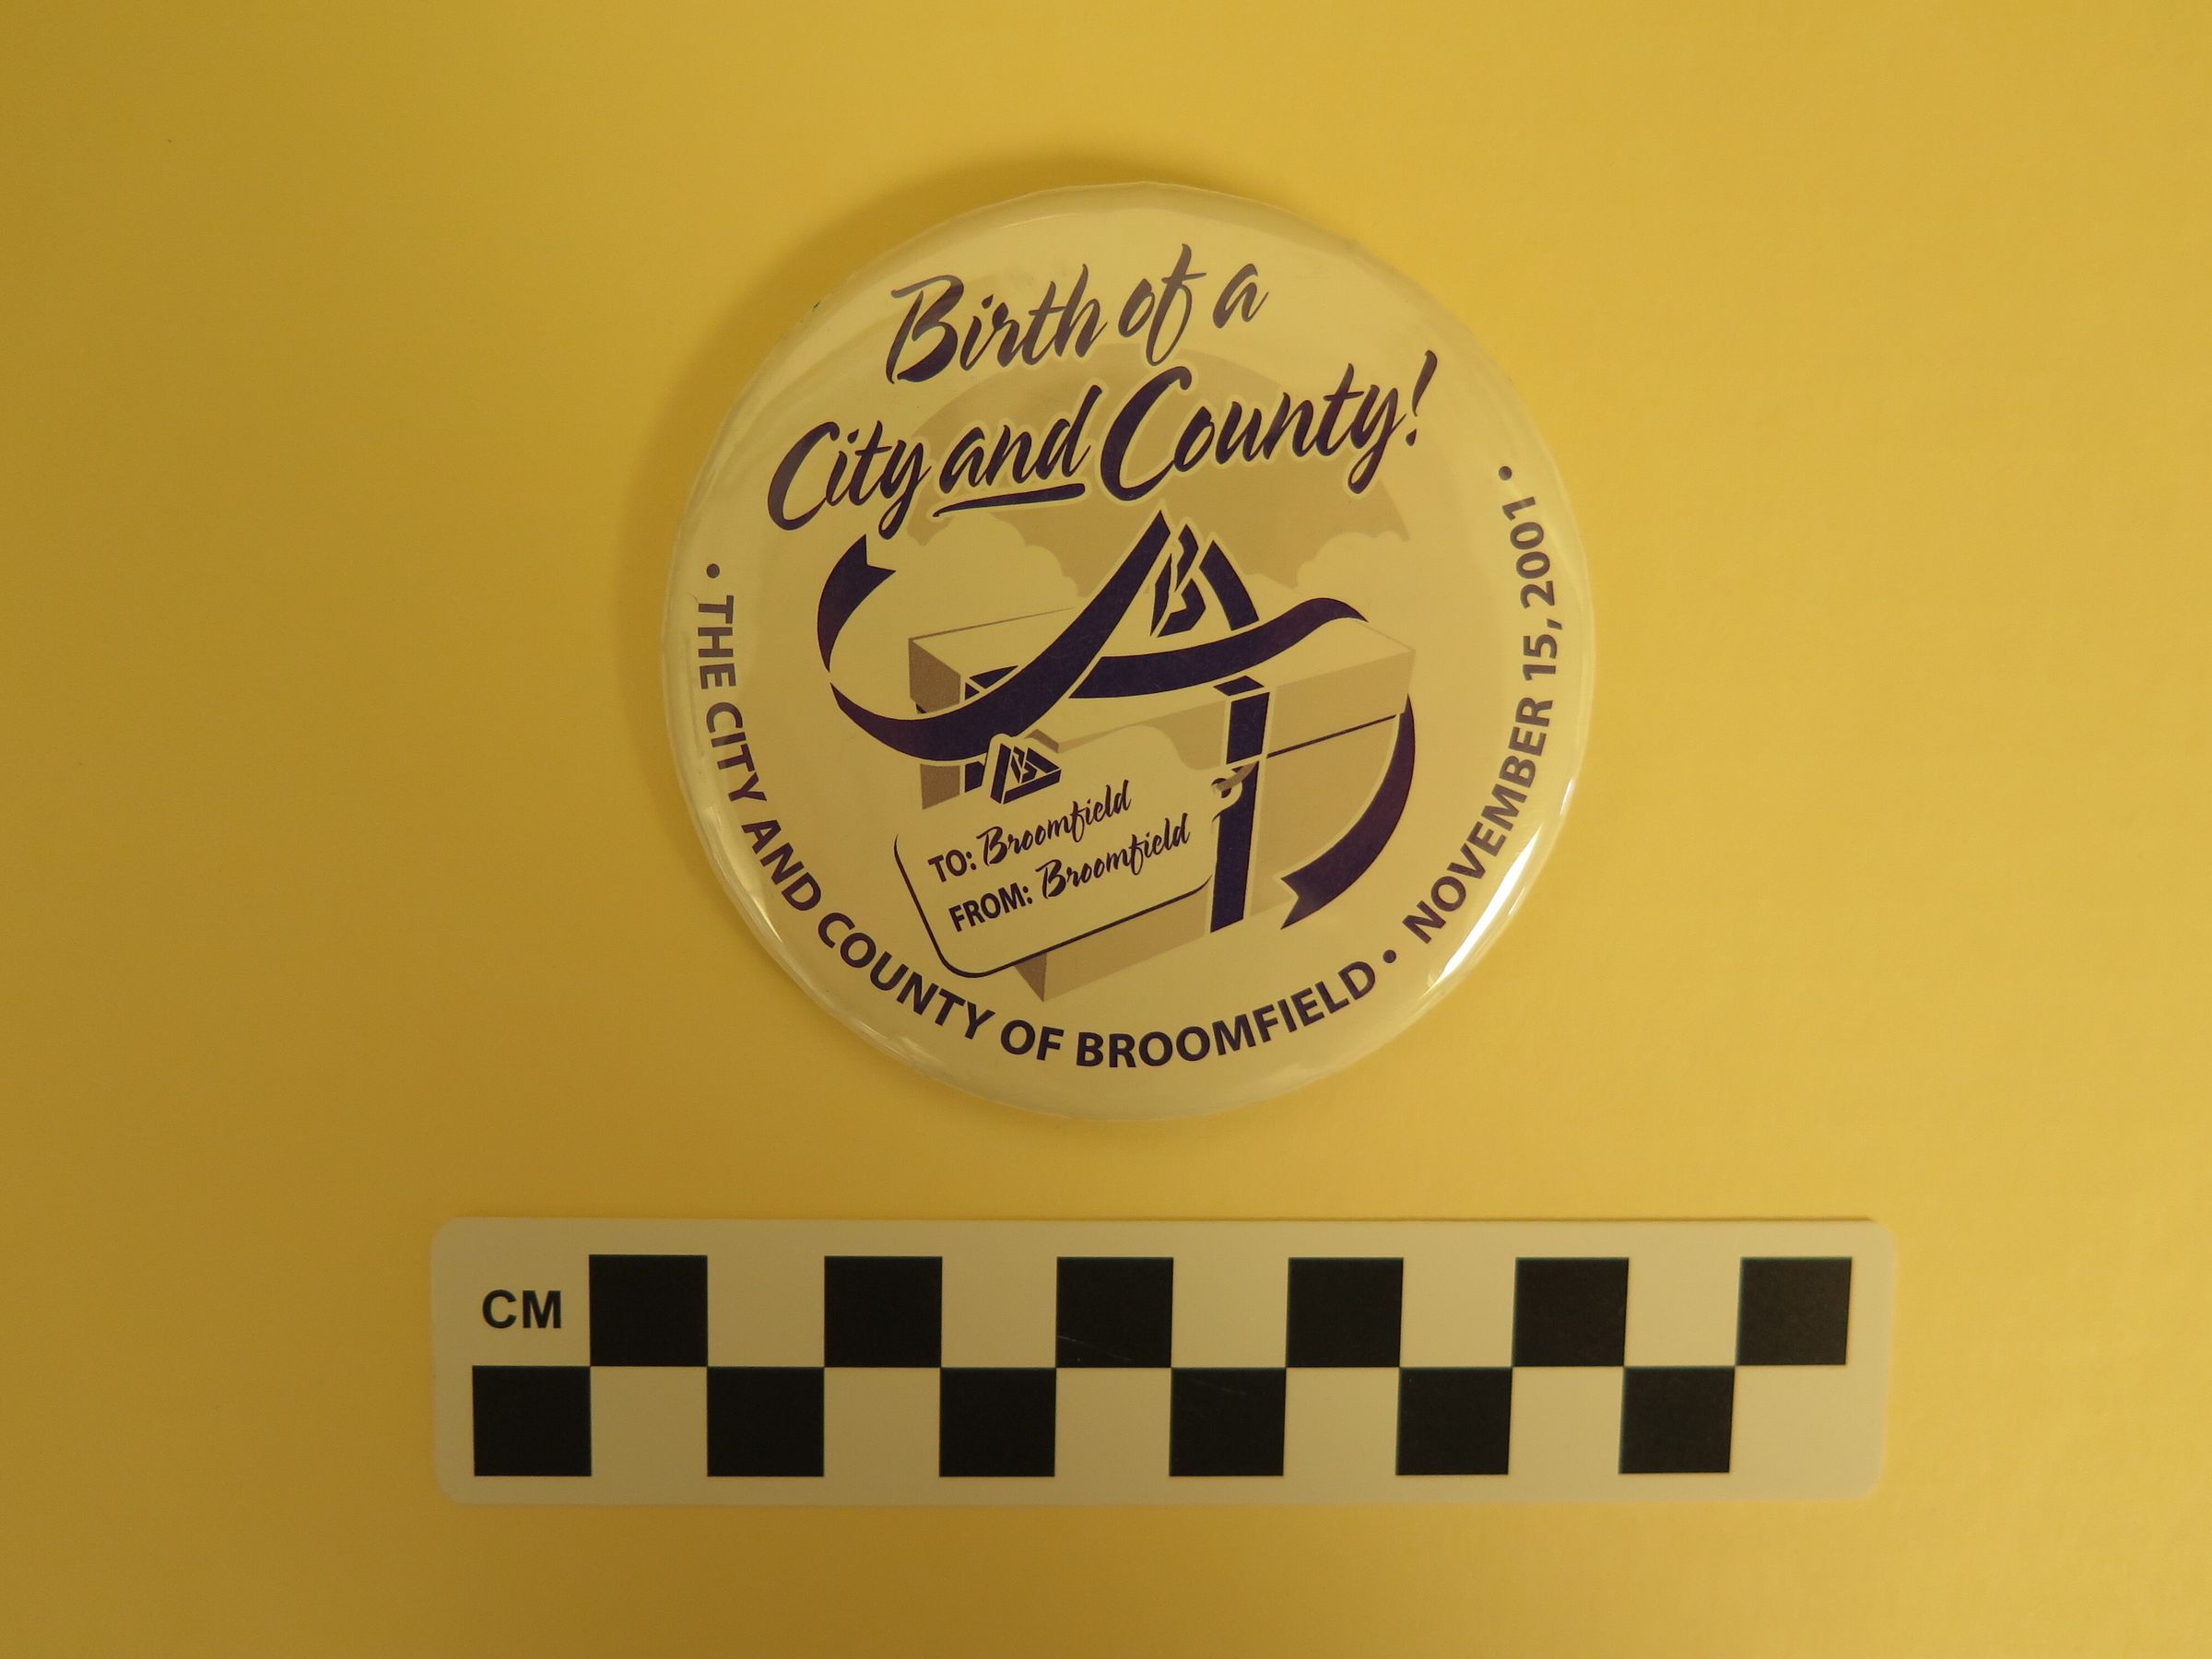 Birth of a
City and County!
B
B
TO: Broomfield
FROM: Broomfield
• THE CITY AND COUNTY OF BROOMFIELD • NOVEMBER 15, 2001 •
CM